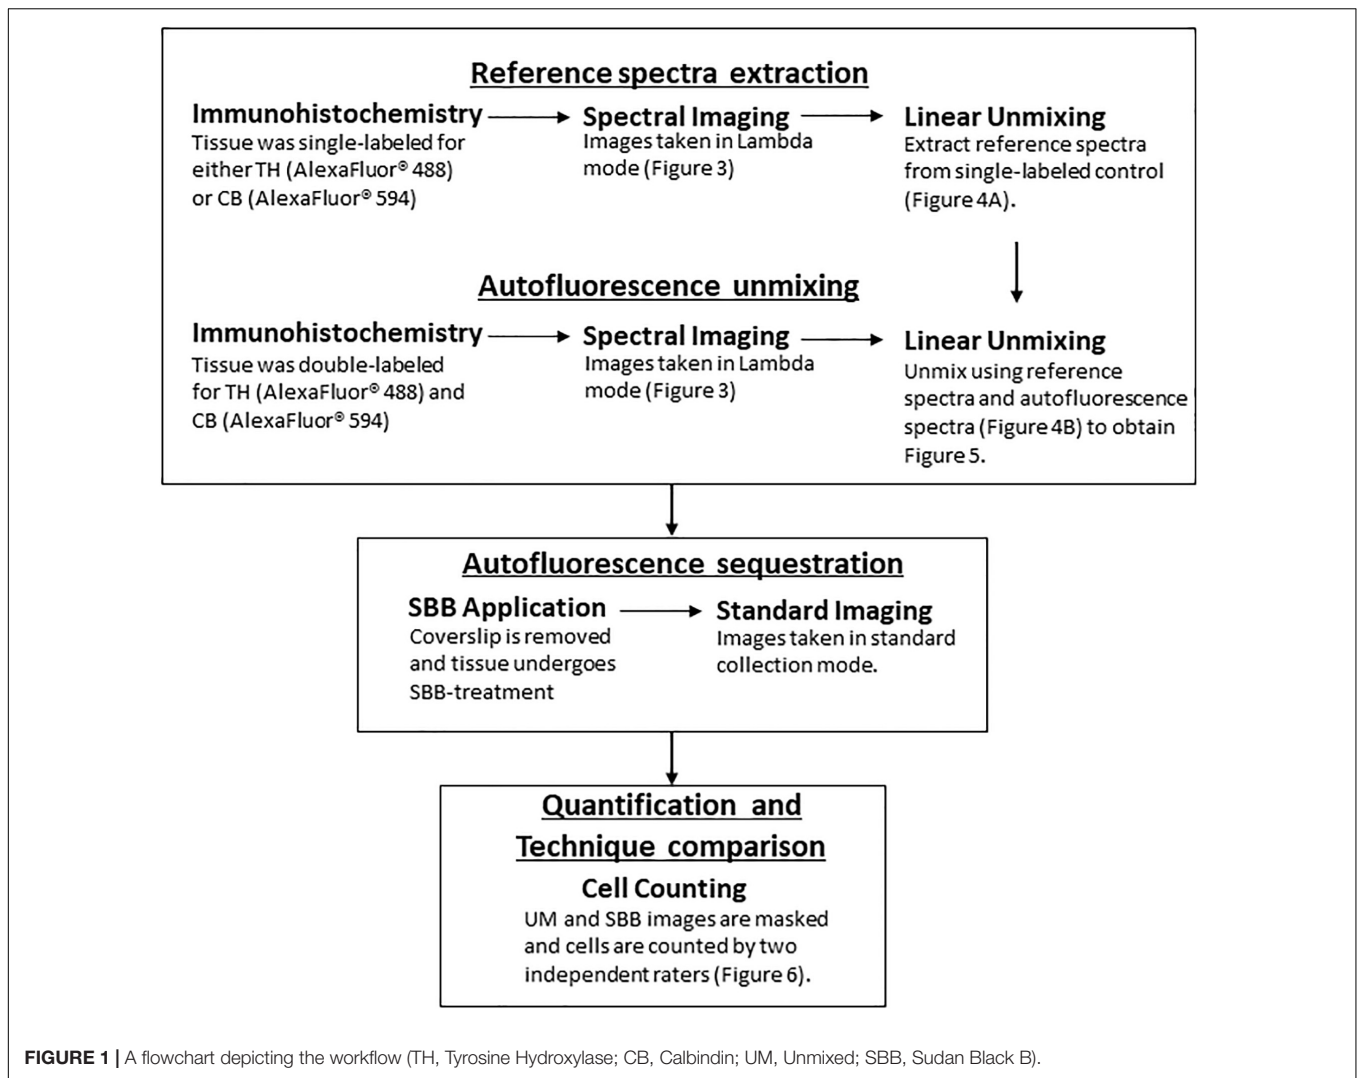 Reference spectra extraction
Immunohistochemistry
Tissue was single-labeled for
either TH (AlexaFluor® 488)
or CB (AlexaFluor® 594)
Spectral Imaging
Images taken in Lambda
mode (Figure 3)
Linear Unmixing
Extract reference spectra
from single-labeled control
(Figure 4A).
Autofluorescence unmixing
Immunohistochemistry
Tissue was double-labeled
for TH (AlexaFluor® 488) and
CB (AlexaFluor® 594)
Spectral Imaging
Images taken in Lambda
mode (Figure 3)
Linear Unmixing
Unmix using reference
spectra and autofluorescence
spectra (Figure 4B) to obtain
Figure 5.
Autofluorescence sequestration
SBB Application
Coverslip is removed
and tissue undergoes
SBB-treatment
Standard Imaging
Images taken in standard
collection mode.
Quantification and
Technique comparison
Cell Counting
UM and SBB images are masked
and cells are counted by two
independent raters (Figure 6).
FIGURE 1 | A flowchart depicting the workflow (TH, Tyrosine Hydroxylase; CB, Calbindin; UM, Unmixed; SBB, Sudan Black B).